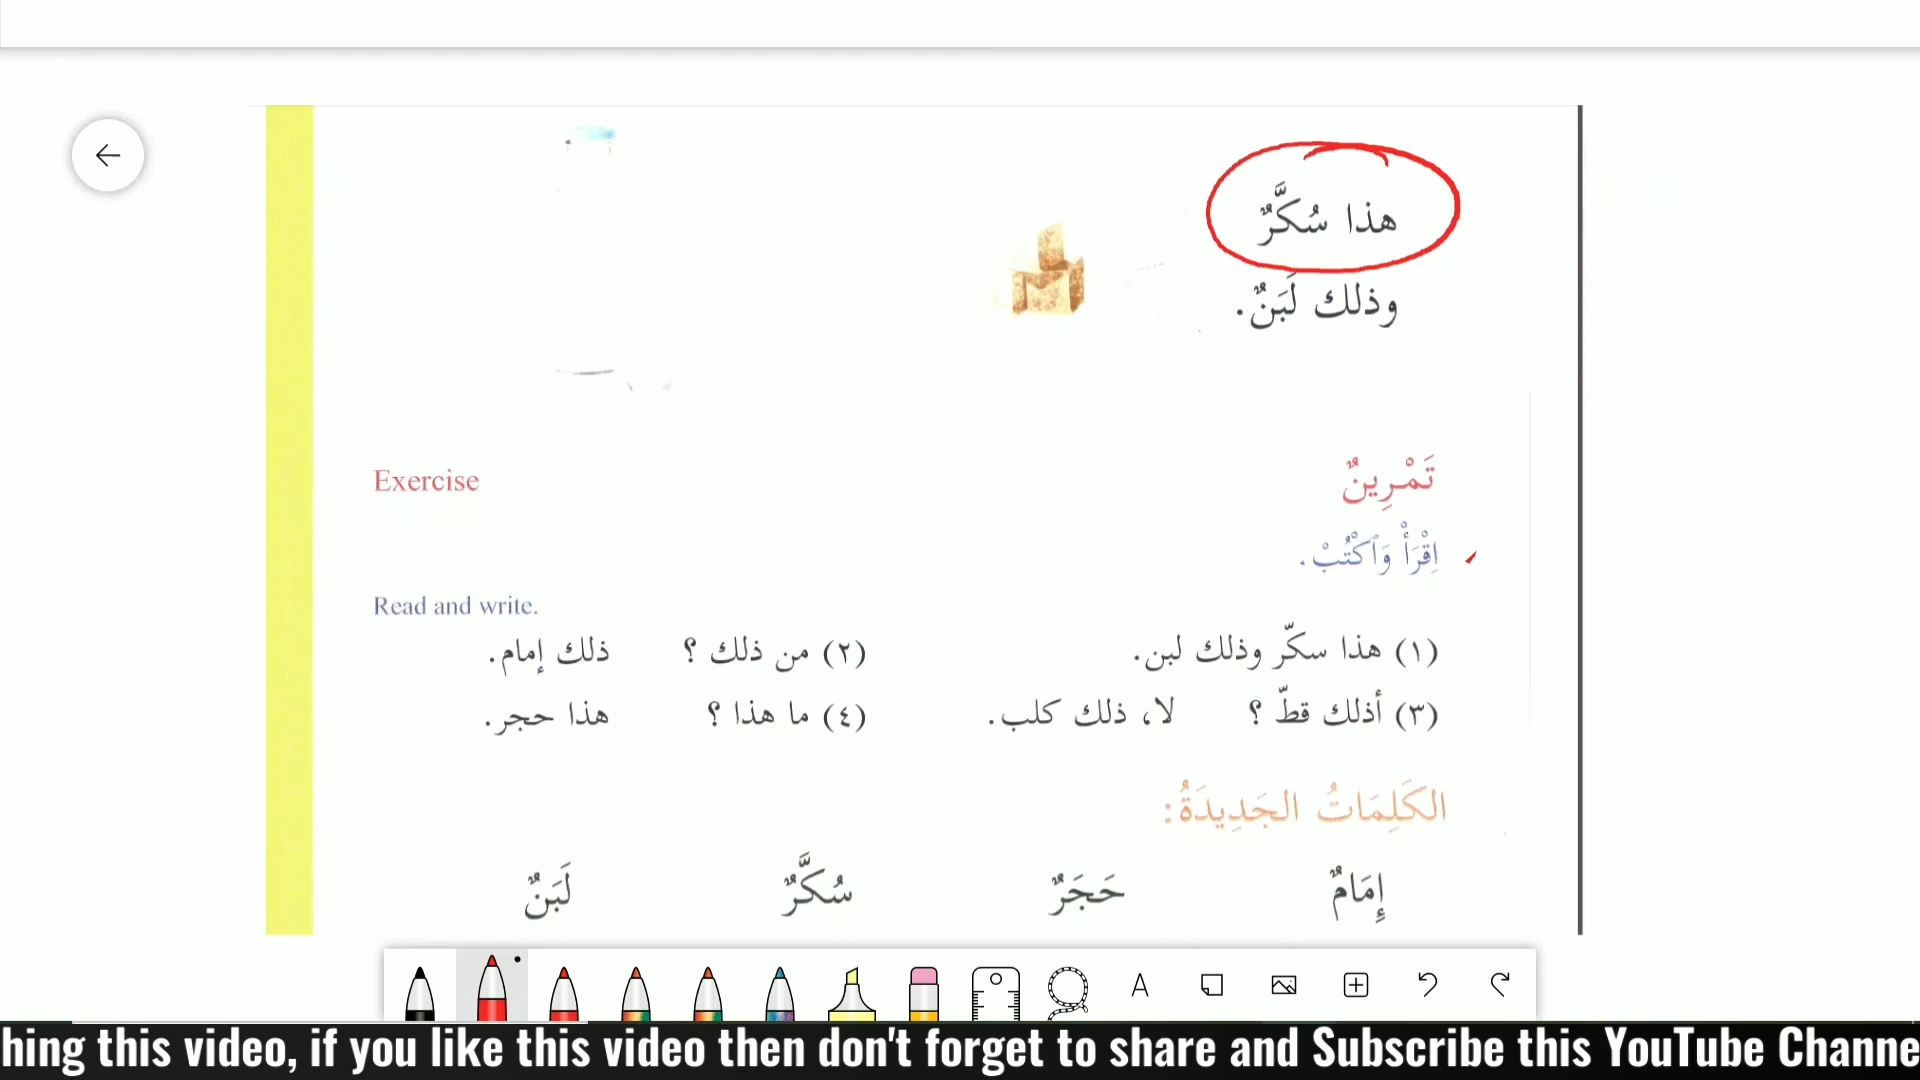 هذا سُكَّرٌ
وذلك لَبَنٌ.
Exercise
تَمْرِينٌ
اِقْرَأْ وَٱكْتُبْ.
Read and write.
(١) هذا سكّر وذلك لبن. (٢) من ذلك ؟ ذلك إمام.
(٣) أذلك قطّ ؟ لا، ذلك كلب. (٤) ما هذا ؟ هذا حجر.
الكَلِمَاتُ الجَدِيدَةُ:
إِمَامٌ حَجَرٌ سُكَّرٌ لَبَنٌ
hing this video, if you like this video then don't forget to share and Subscribe this YouTube Channe